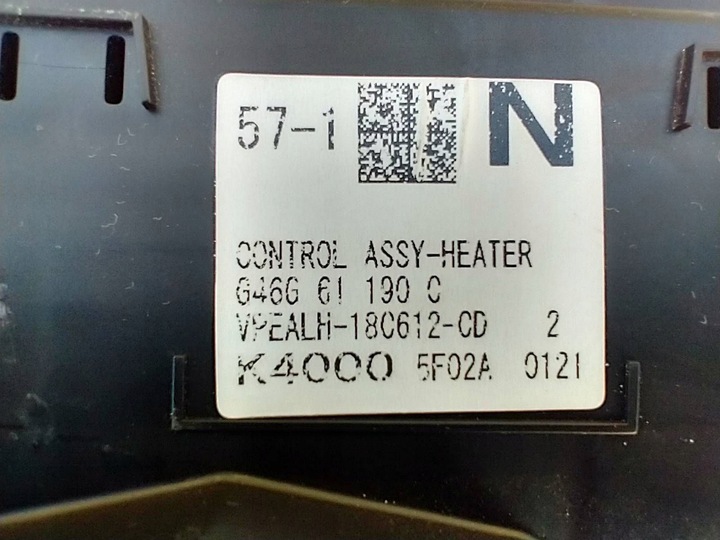 57-1 N
CONTROL ASSY-HEATER
G46G 61 190 C
VPEALH-18C612-CD 2
K4000 5F02A 0121